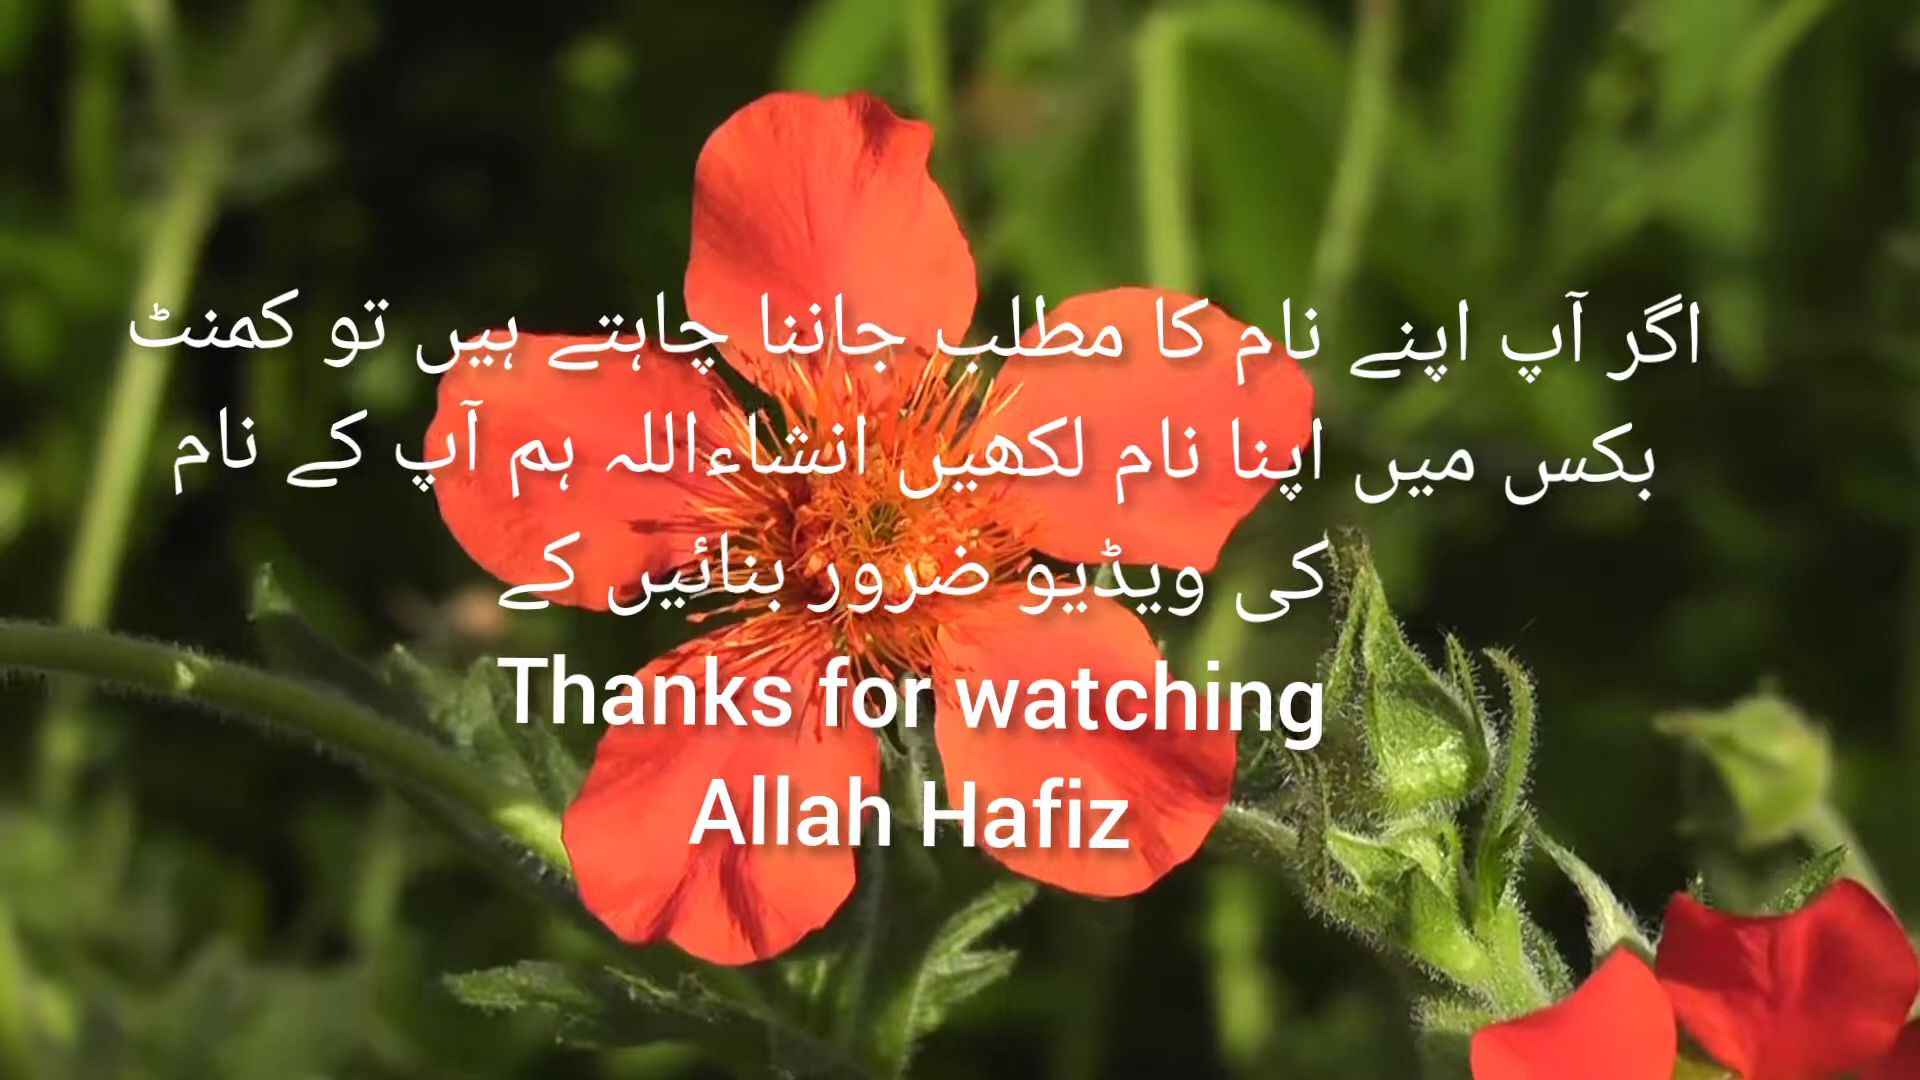 اگر آپ اپنے نام کا مطلب جاننا چاہتے ہیں تو کمنٹ
بکس میں اپنا نام لکھیں انشاءاللہ ہم آپ کے نام
کی ویڈیو ضرور بنائیں کے
Thanks for watching
Allah Hafiz